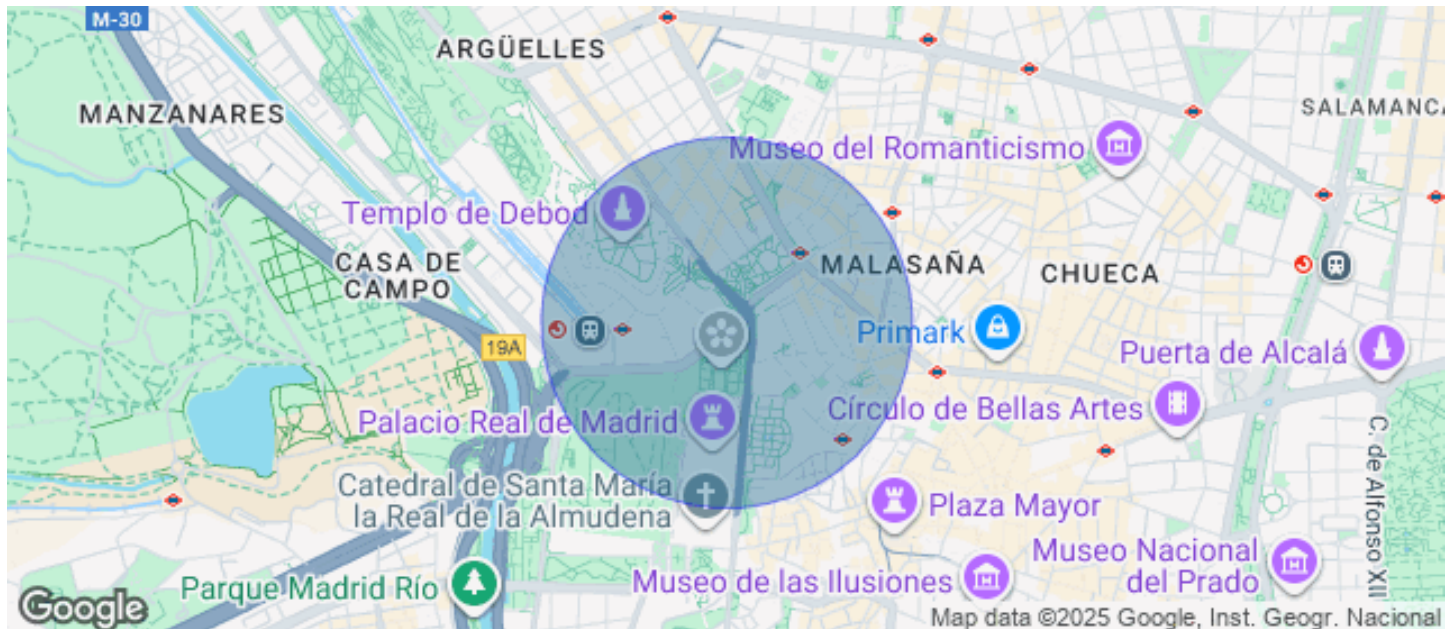 M-30
ARGÜELLES
MANZANARES
SALAMANCA
Museo del Romanticismo
Templo de Debod
CASA DE
CAMPO
MALASAÑA
CHUECA
19A
Primark
Puerta de Alcalá
Palacio Real de Madrid
Círculo de Bellas Artes
C. de Alfonso XII
Catedral de Santa María
la Real de la Almudena
Plaza Mayor
Museo Nacional
del Prado
Parque Madrid Río
Museo de las Ilusiones
Google
Map data ©2025 Google, Inst. Geogr. Nacional